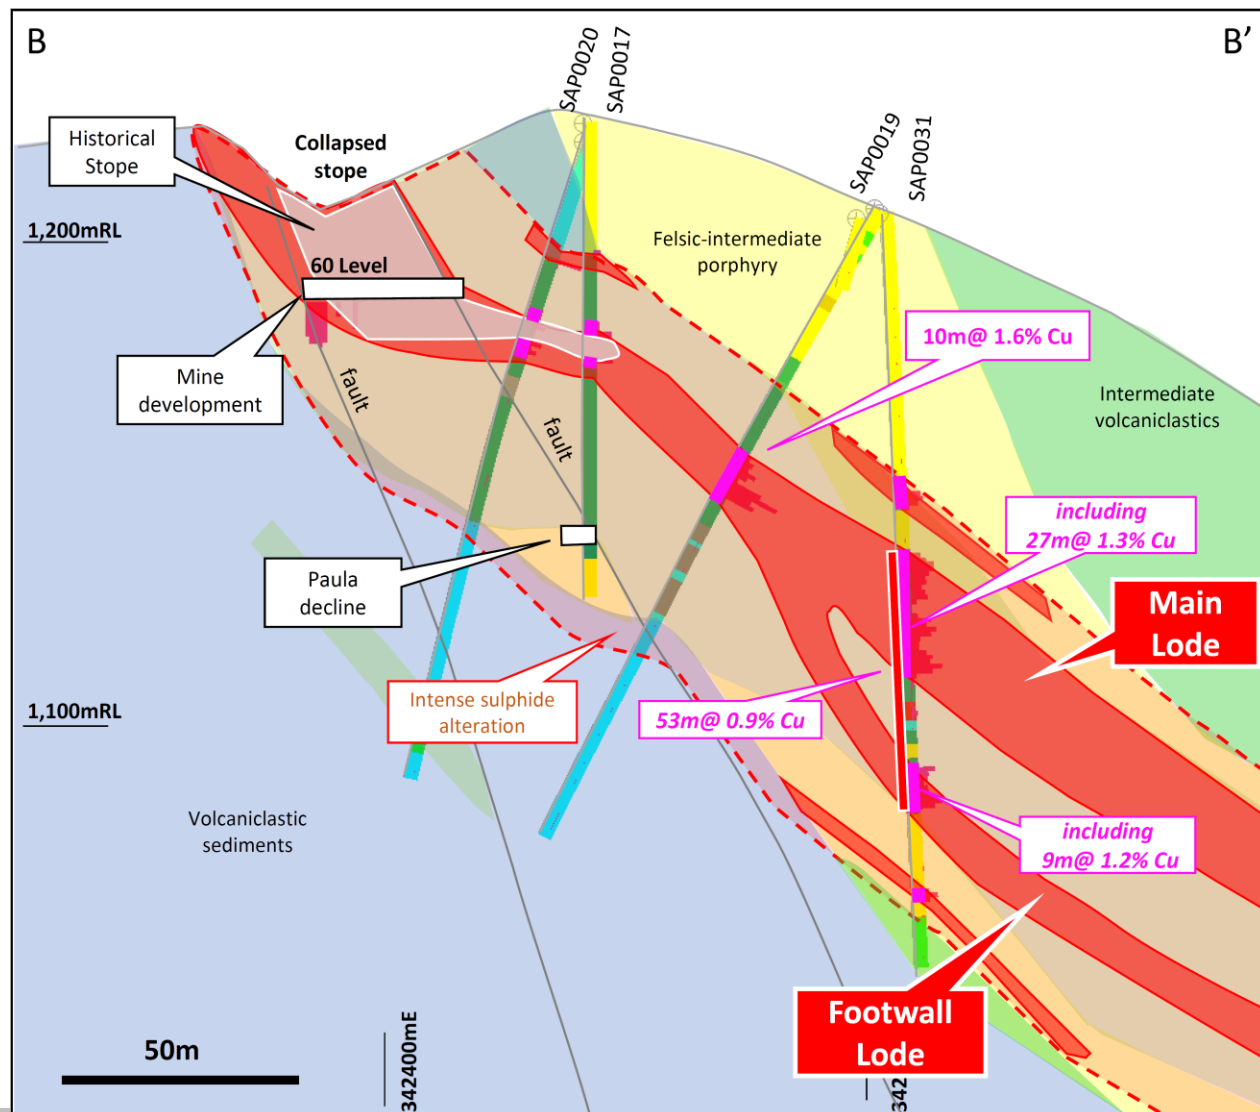 B
B’
SAP0020
SAP0017
SAP0019
SAP0031
Historical
Stope
Collapsed
stope
1,200mRL
60 Level
Felsic-intermediate
porphyry
10m@ 1.6% Cu
Mine
development
fault
fault
Intermediate
volcaniclastics
including
27m@ 1.3% Cu
Paula
decline
Main
Lode
Intense sulphide
alteration
53m@ 0.9% Cu
1,100mRL
Volcaniclastic
sediments
including
9m@ 1.2% Cu
Footwall
Lode
50m
342400mE
342